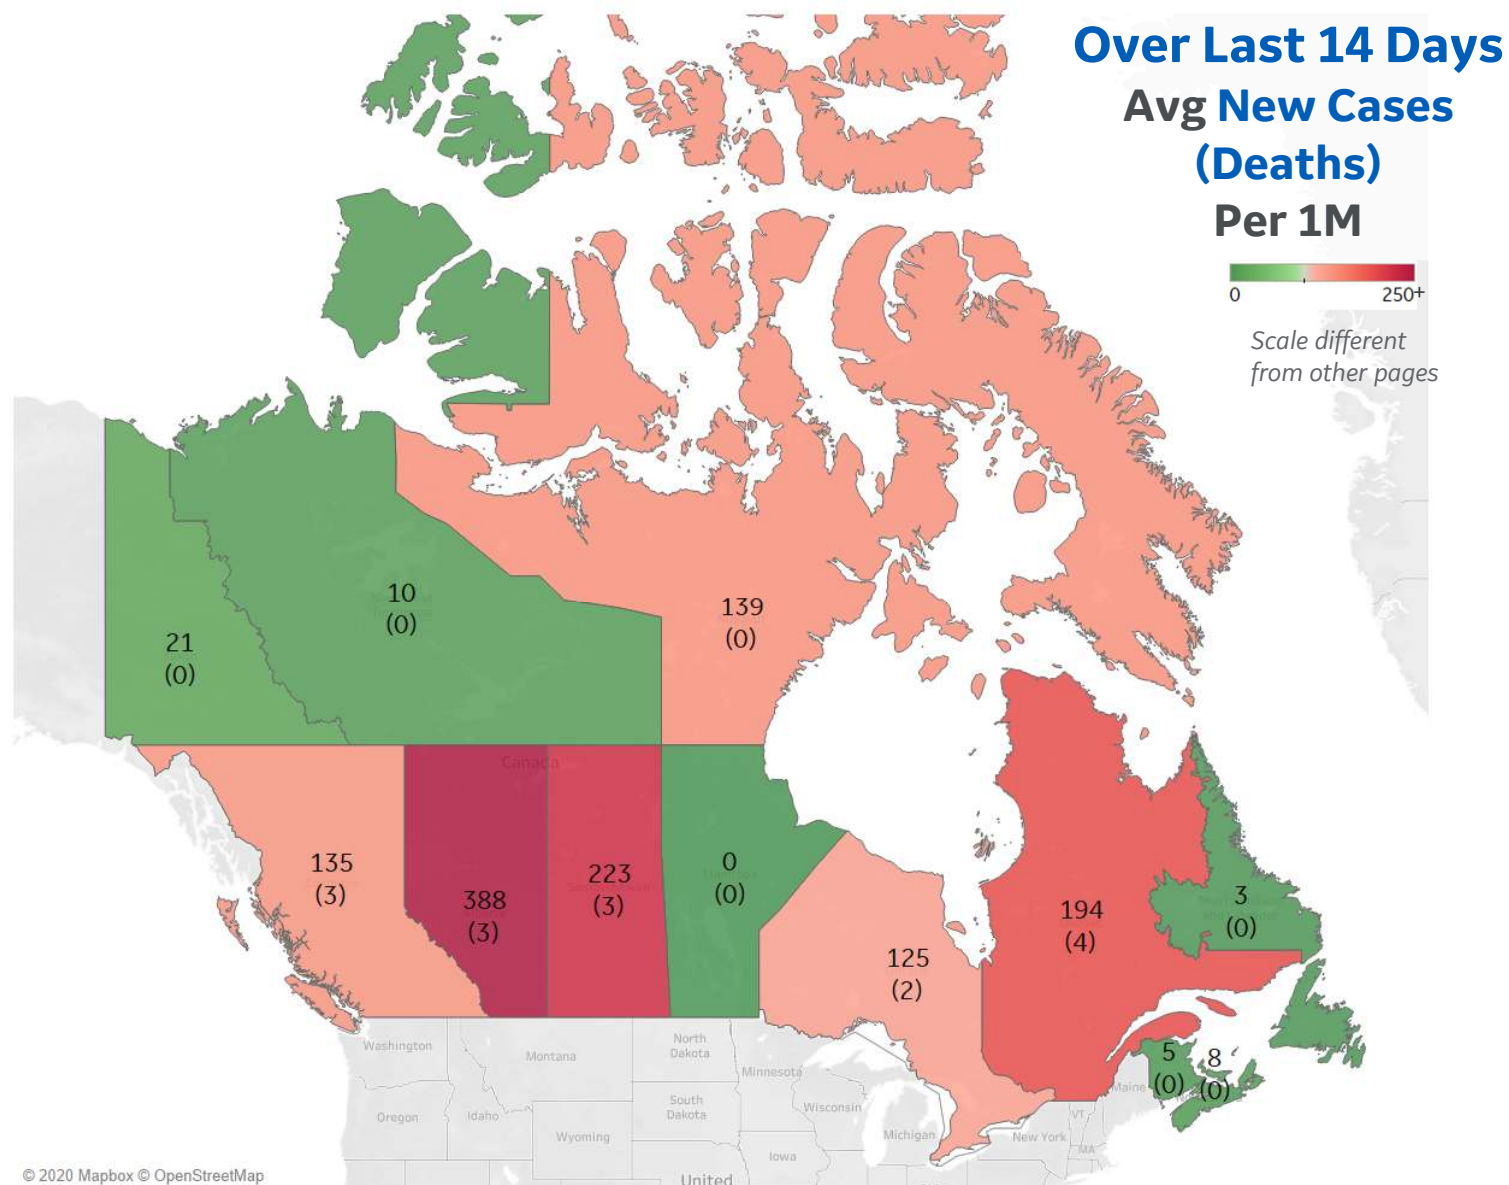 Over Last 14 Days
Avg New Cases
(Deaths)
Per 1M
0
250+
Scale different
from other pages
10
(0)
139
(0)
21
(0)
Canada
135
(3)
388
(3)
223
(3)
0
(0)
125
(2)
194
(4)
3
(0)
5
(0)
8
(0)
Washington
Montana
North
Dakota
Minnesota
Oregon
Idaho
South
Dakota
Wisconsin
Wyoming
Michigan
Iowa
New York
VT
MA
Maine
United
© 2020 Mapbox © OpenStreetMap